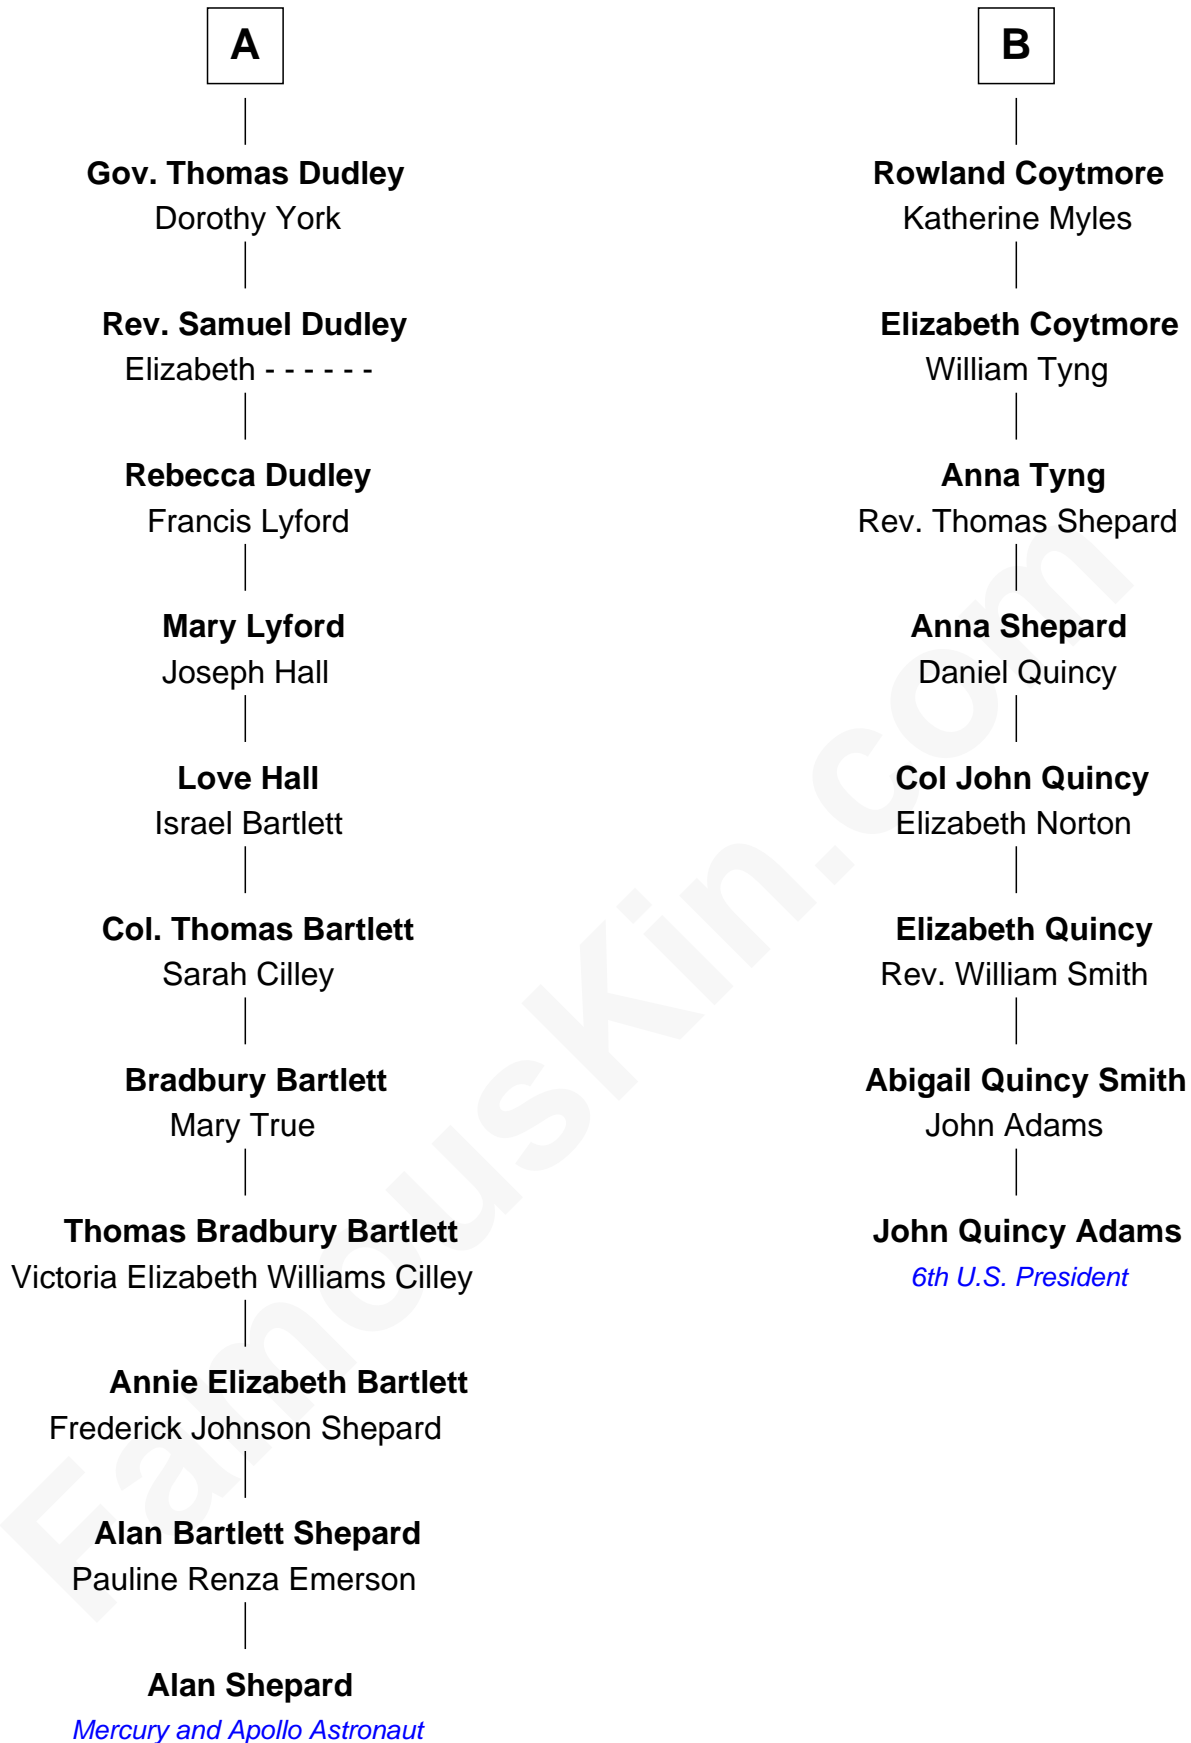 A
Gov. Thomas Dudley
Dorothy York
Rev. Samuel Dudley
Elizabeth - - - - - -
Rebecca Dudley
Francis Lyford
Mary Lyford
Joseph Hall
Love Hall
Israel Bartlett
Col. Thomas Bartlett
Sarah Cilley
Bradbury Bartlett
Mary True
Thomas Bradbury Bartlett
Victoria Elizabeth Williams Cilley
Annie Elizabeth Bartlett
Frederick Johnson Shepard
Alan Bartlett Shepard
Pauline Renza Emerson
Alan Shepard
Mercury and Apollo Astronaut
B
Rowland Coytmore
Katherine Myles
Elizabeth Coytmore
William Tyng
Anna Tyng
Rev. Thomas Shepard
Anna Shepard
Daniel Quincy
Col John Quincy
Elizabeth Norton
Elizabeth Quincy
Rev. William Smith
Abigail Quincy Smith
John Adams
John Quincy Adams
6th U.S. President
FamousKin.com